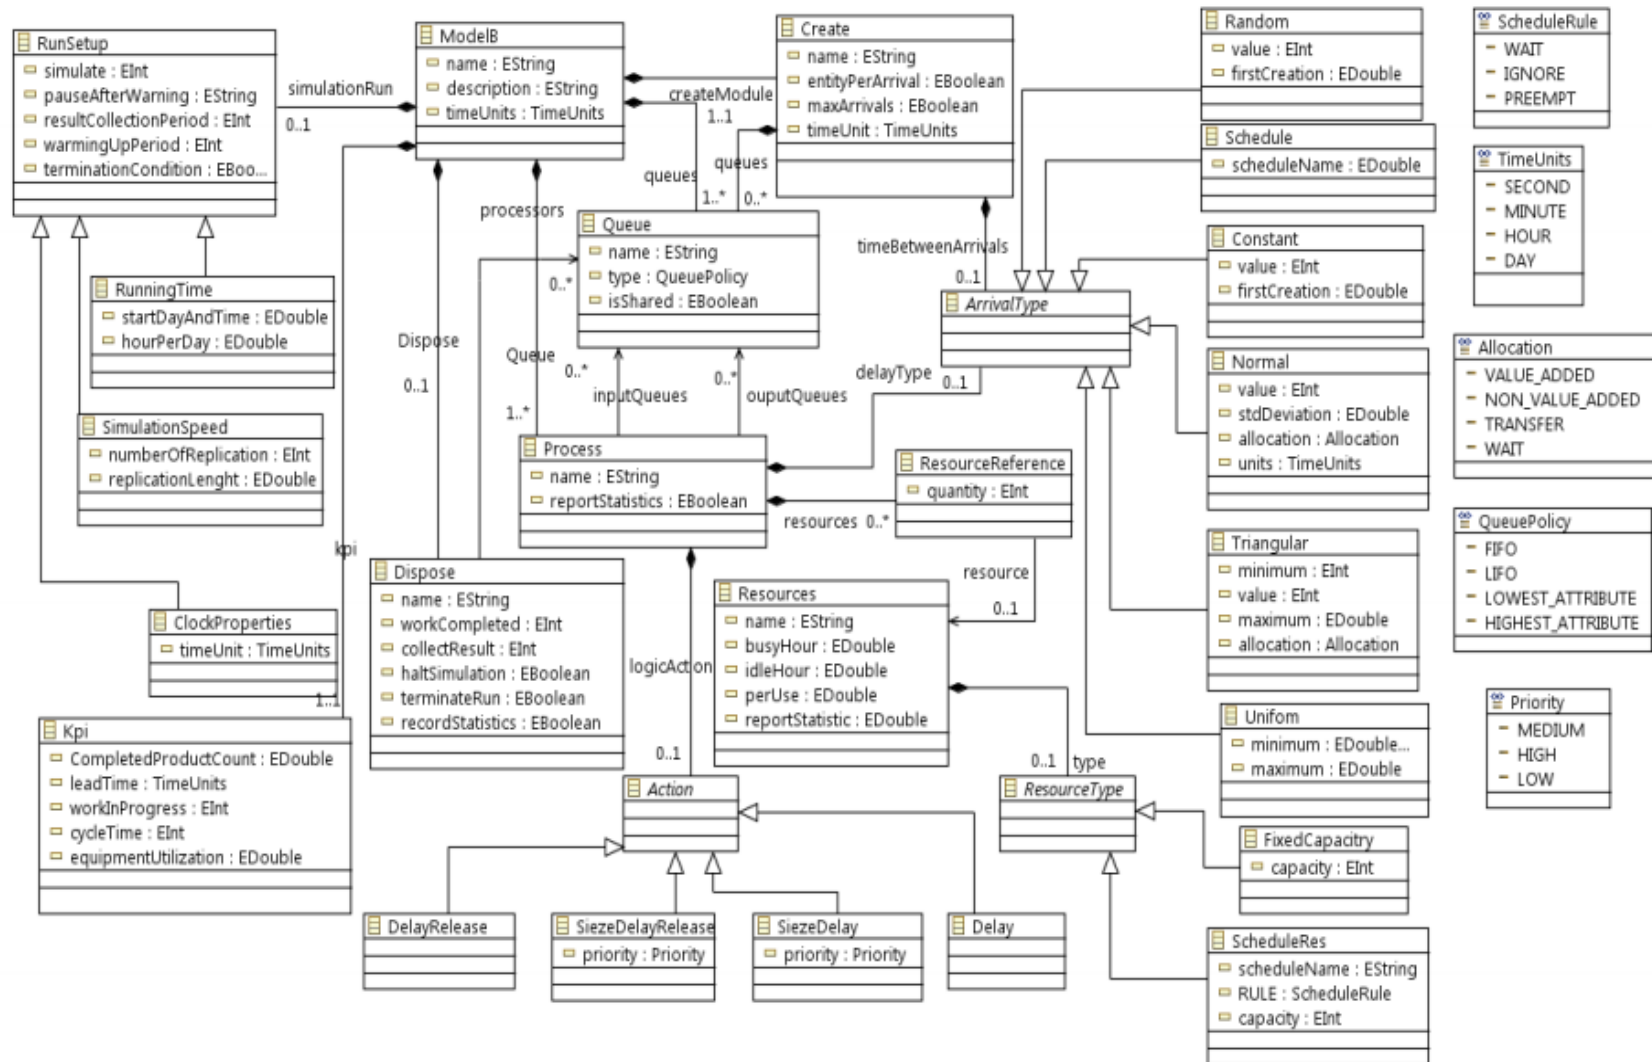 RunSetup
simulate : EInt
pauseAfterWarning : EString
resultCollectionPeriod : EInt
warmingUpPeriod : EInt
terminationCondition : EBoo...
simulationRun
0..1
ModelB
name : EString
description : EString
timeUnits : TimeUnits
createModule
1..1
Create
name : EString
entityPerArrival : EBoolean
maxArrivals : EBoolean
timeUnit : TimeUnits
queues
1..*
queues
0..*
Random
value : EInt
firstCreation : EDouble
Schedule
scheduleName : EDouble
Constant
value : EInt
firstCreation : EDouble
Normal
value : EInt
stdDeviation : EDouble
allocation : Allocation
units : TimeUnits
Triangular
minimum : EInt
value : EInt
maximum : EDouble
allocation : Allocation
Unifom
minimum : EDouble...
maximum : EDouble
FixedCapacitry
capacity : EInt
ScheduleRes
scheduleName : EString
RULE : ScheduleRule
capacity : EInt
ScheduleRule
WAIT
IGNORE
PREEMPT
TimeUnits
SECOND
MINUTE
HOUR
DAY
Allocation
VALUE_ADDED
NON_VALUE_ADDED
TRANSFER
WAIT
QueuePolicy
FIFO
LIFO
LOWEST_ATTRIBUTE
HIGHEST_ATTRIBUTE
Priority
MEDIUM
HIGH
LOW
processors
1..*
Queue
name : EString
type : QueuePolicy
isShared : EBoolean
timeBetweenArrivals
0..1
ArrivalType
RunningTime
startDayAndTime : EDouble
hourPerDay : EDouble
Dispose
0..1
Queue
0..*
0..*
inputQueues
0..*
ouputQueues
delayType
0..1
SimulationSpeed
numberOfReplication : EInt
replicationLenght : EDouble
Process
name : EString
reportStatistics : EBoolean
resources
0..*
ResourceReference
quantity : EInt
resource
0..1
kpi
1..1
ClockProperties
timeUnit : TimeUnits
Dispose
name : EString
workCompleted : EInt
collectResult : EInt
haltSimulation : EBoolean
terminateRun : EBoolean
recordStatistics : EBoolean
logicAction
0..1
Resources
name : EString
busyHour : EDouble
idleHour : EDouble
perUse : EDouble
reportStatistic : EDouble
0..1
type
Kpi
CompletedProductCount : EDouble
leadTime : TimeUnits
workInProgress : EInt
cycleTime : EInt
equipmentUtilization : EDouble
Action
ResourceType
DelayRelease
SiezeDelayRelease
priority : Priority
SiezeDelay
priority : Priority
Delay